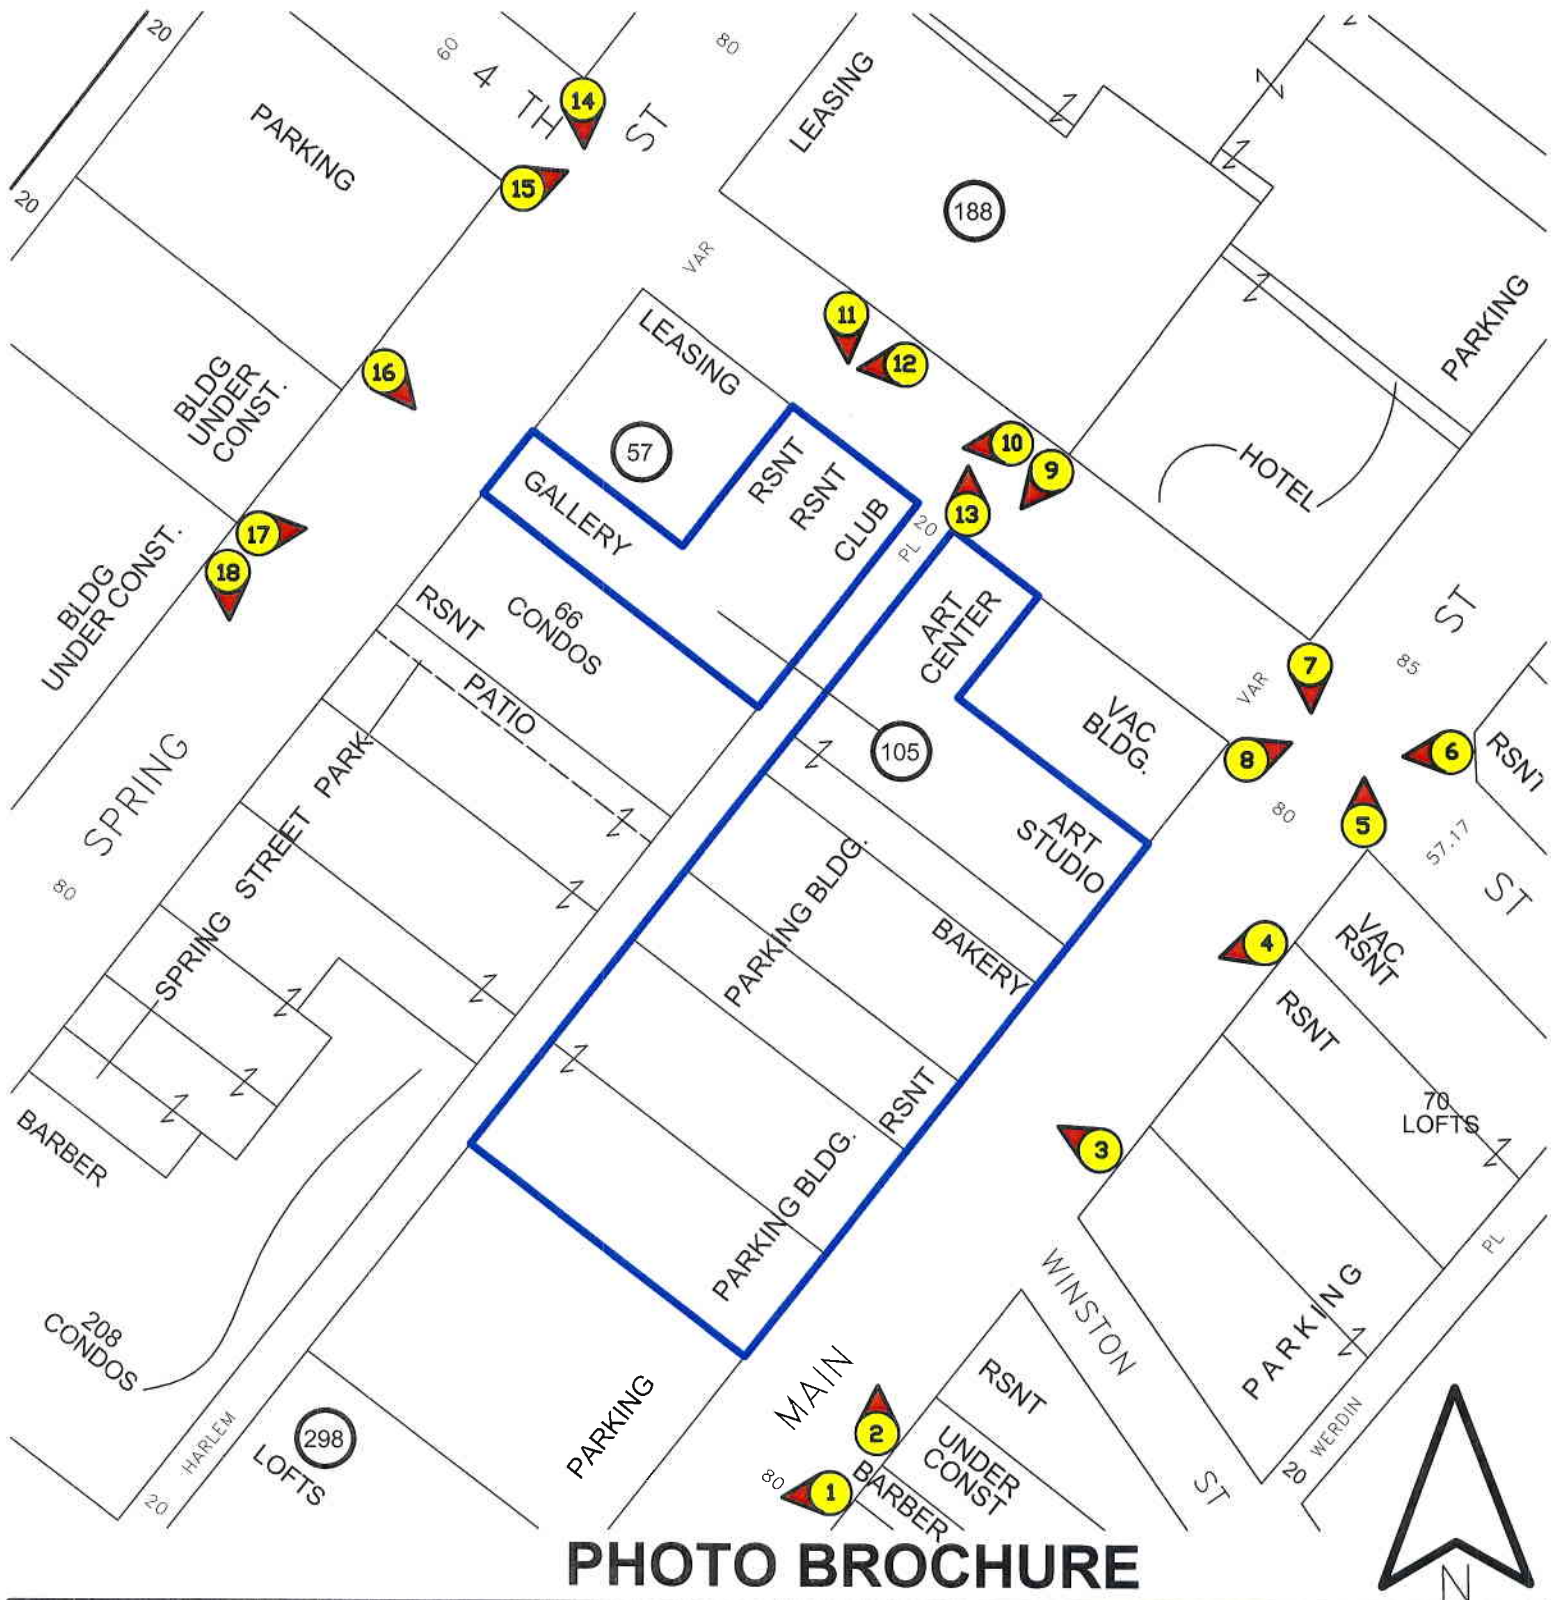 20
60
80
4 TH ST
14
LEASING
PARKING
15
188
20
VAR
PARKING
11
LEASING
12
BLDG
UNDER
CONST.
16
57
RSNT
RSNT
CLUB
10
9
HOTEL
GALLERY
20
13
PL
17
BLDG
UNDER CONST.
18
RSNT
66
CONDOS
ART
CENTER
ST
85
7
VAR
PATIO
VAC
BLDG.
105
8
6
RSNT
SPRING
80
5
57.17
ST
ART
STUDIO
SPRING STREET PARK
PARKING BLDG.
BAKERY
80
4
VAC
RSNT
RSNT
RSNT
70
LOFTS
BARBER
3
PARKING BLDG.
PL
WINSTON
ST
PARKING
208
CONDOS
MAIN
RSNT
PARKING
HARLEM
20
298
LOFTS
2
UNDER
CONST
80
1
BARBER
20
WERDIN
PHOTO BROCHURE
N